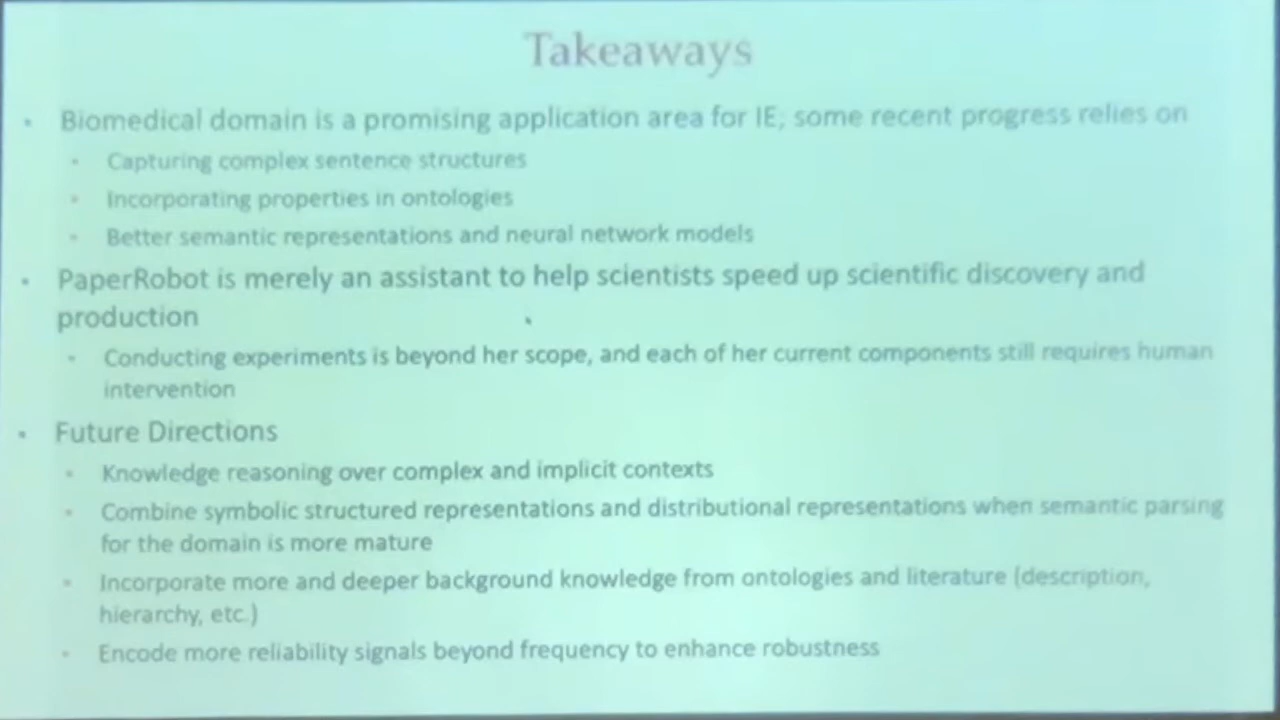 Takeaways
• Biomedical domain is a promising application area for IE; some recent progress relies on
• Capturing complex sentence structures
• Incorporating properties in ontologies
• Better semantic representations and neural network models
• PaperRobot is merely an assistant to help scientists speed up scientific discovery and
production
• Conducting experiments is beyond her scope, and each of her current components still requires human
intervention
• Future Directions
• Knowledge reasoning over complex and implicit contexts
• Combine symbolic structured representations and distributional representations when semantic parsing
for the domain is more mature
• Incorporate more and deeper background knowledge from ontologies and literature (description,
hierarchy, etc.)
• Encode more reliability signals beyond frequency to enhance robustness